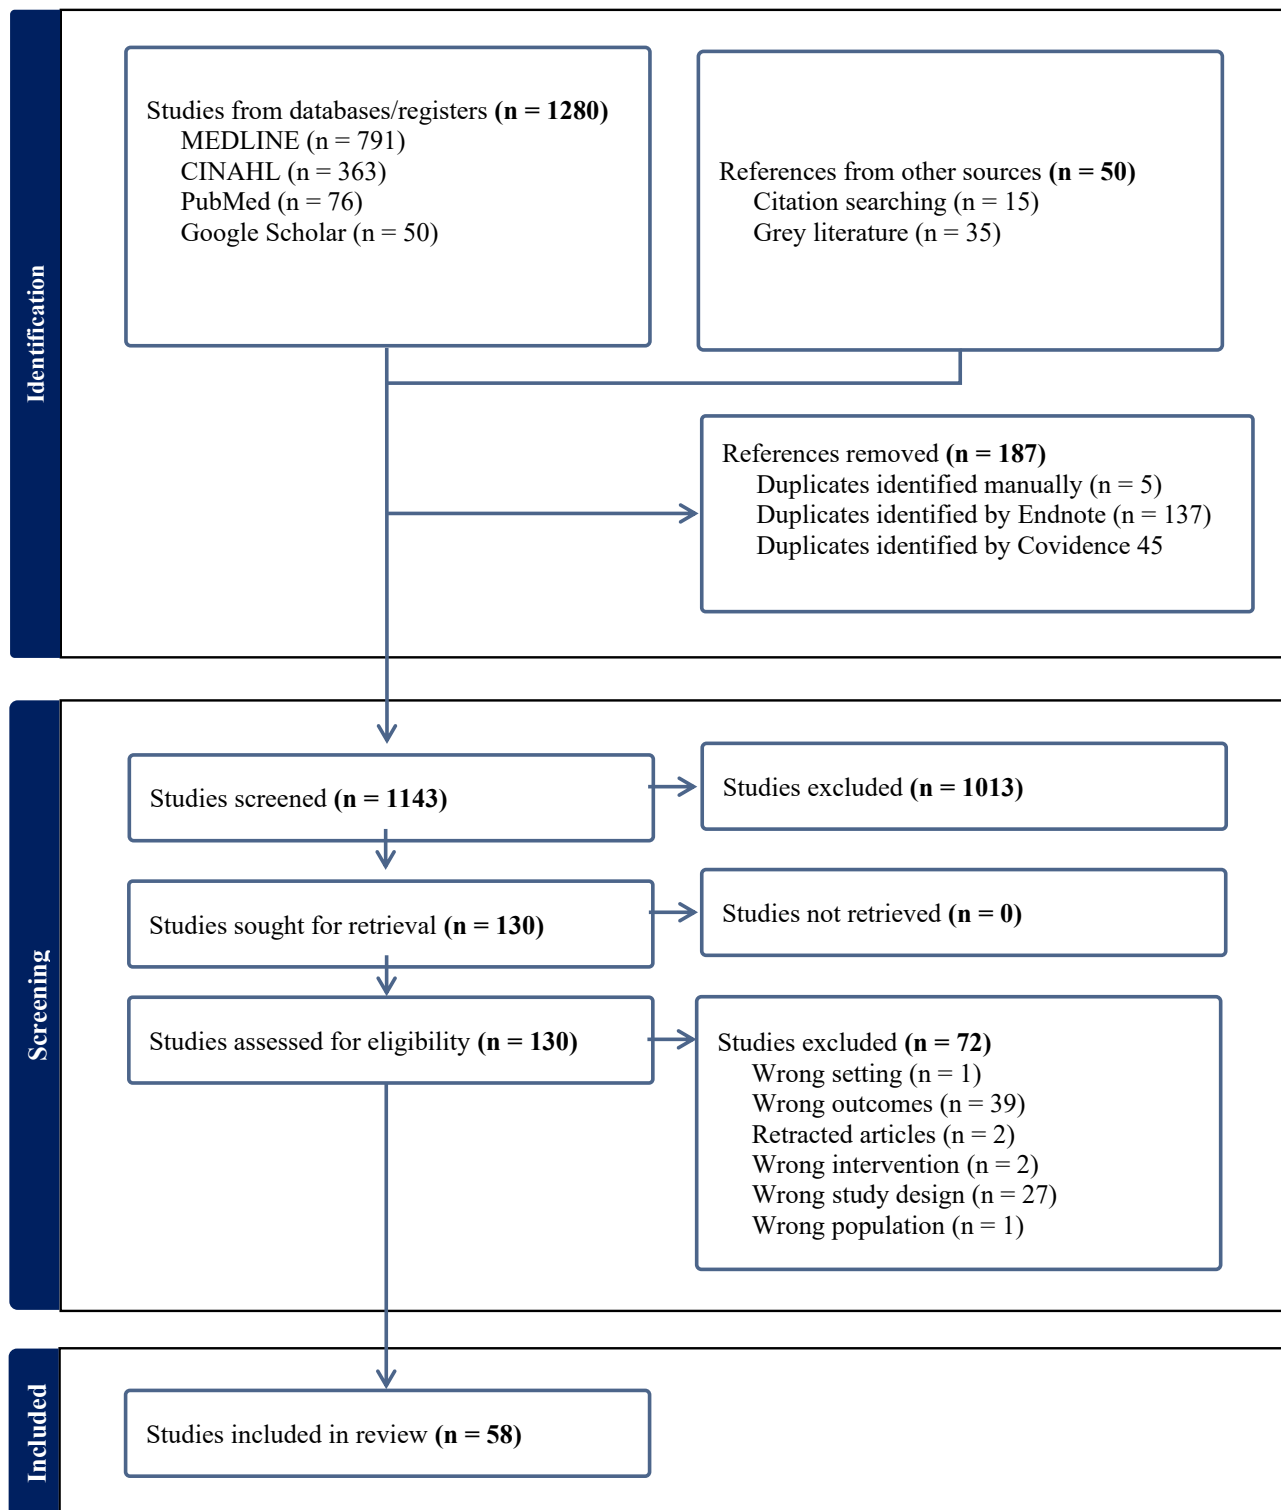 Identification
Studies from databases/registers (n = 1280)
MEDLINE (n = 791)
CINAHL (n = 363)
PubMed (n = 76)
Google Scholar (n = 50)
References from other sources (n = 50)
Citation searching (n = 15)
Grey literature (n = 35)
References removed (n = 187)
Duplicates identified manually (n = 5)
Duplicates identified by Endnote (n = 137)
Duplicates identified by Covidence 45
Screening
Studies screened (n = 1143)
Studies excluded (n = 1013)
Studies sought for retrieval (n = 130)
Studies not retrieved (n = 0)
Studies assessed for eligibility (n = 130)
Studies excluded (n = 72)
Wrong setting (n = 1)
Wrong outcomes (n = 39)
Retracted articles (n = 2)
Wrong intervention (n = 2)
Wrong study design (n = 27)
Wrong population (n = 1)
Included
Studies included in review (n = 58)